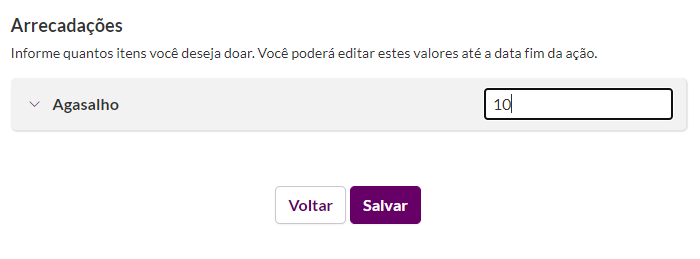 Arrecadações
Informe quantos itens você deseja doar. Você poderá editar estes valores até a data fim da ação.
Agasalho 10
Voltar Salvar